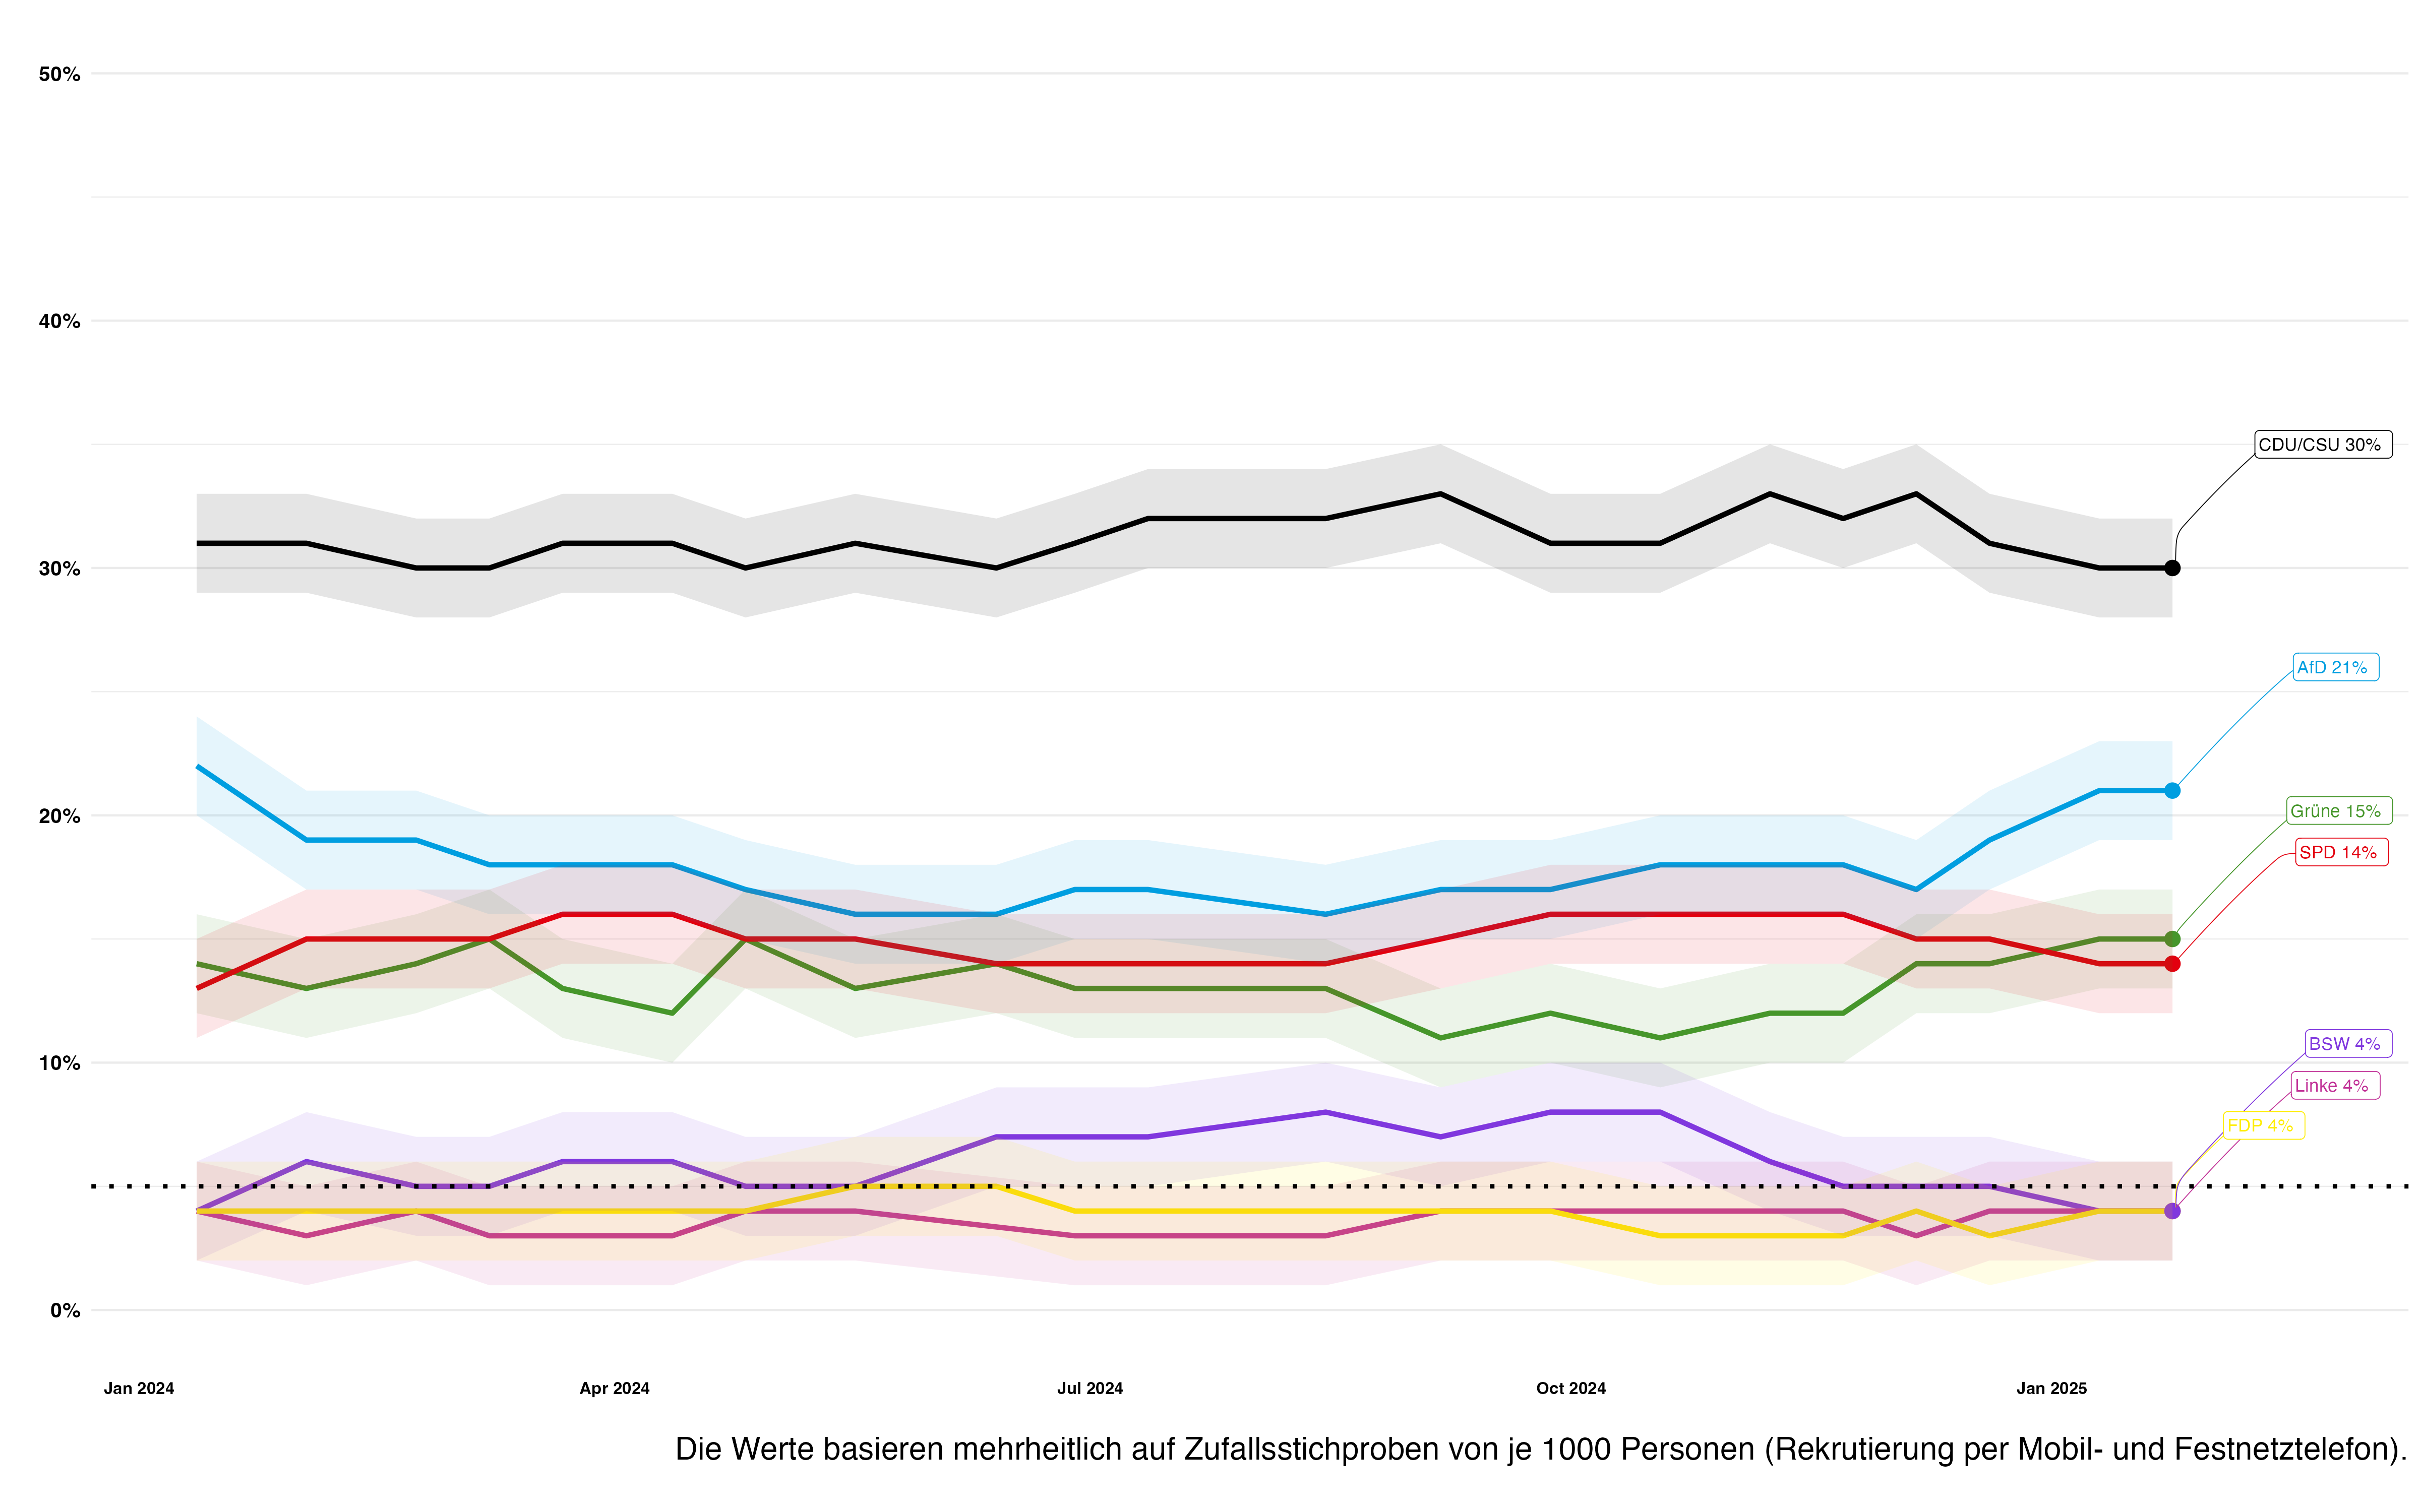 50%
40%
30%
20%
10%
0%
CDU/CSU 30%
AfD 21%
Grüne 15%
SPD 14%
BSW 4%
Linke 4%
FDP 4%
Jan 2024
Apr 2024
Jul 2024
Oct 2024
Jan 2025
Die Werte basieren mehrheitlich auf Zufallsstichproben von je 1000 Personen (Rekrutierung per Mobil- und Festnetztelefon).